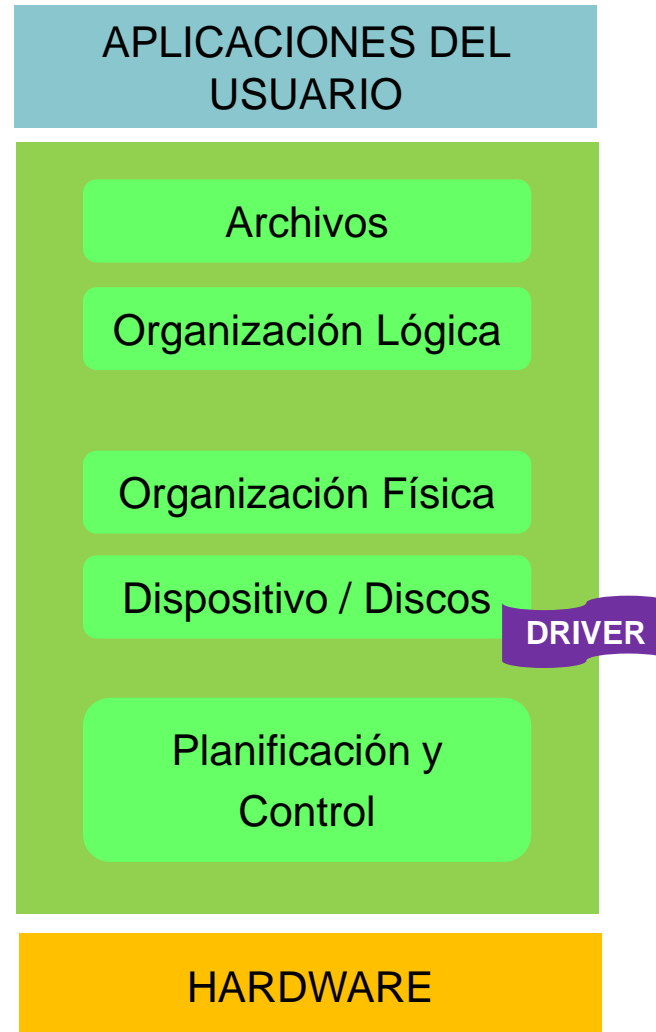 APLICACIONES DEL
USUARIO
Archivos
Organización Lógica
Organización Física
Dispositivo / Discos
DRIVER
Planificación y
Control
HARDWARE